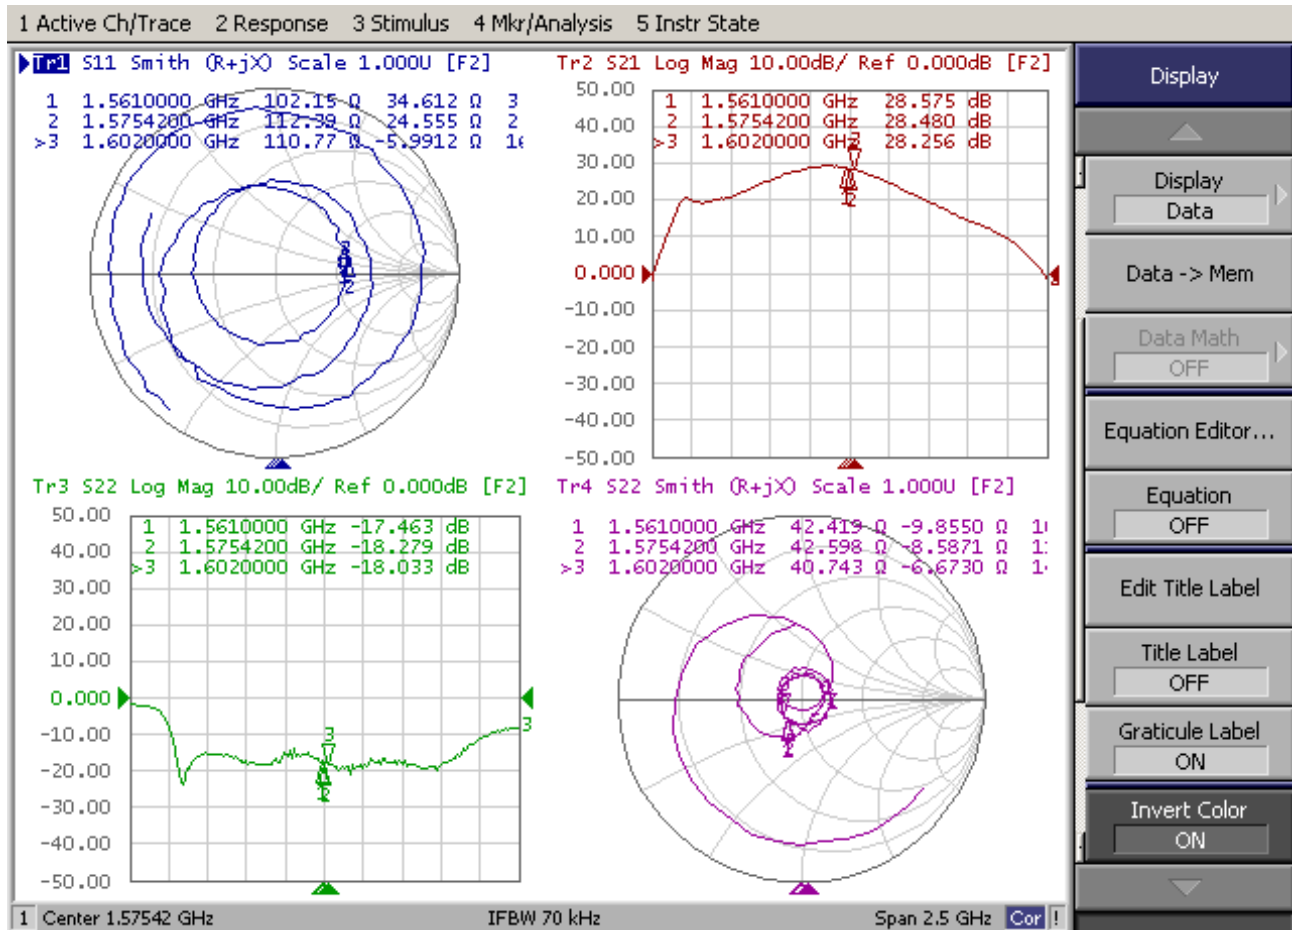 1 Active Ch/Trace 2 Response 3 Stimulus 4 Mkr/Analysis 5 Instr State
Tr1 S11 Smith (R+jX) Scale 1.000U [F2]
1 1.5610000 GHz 102.15 Ω 34.612 Ω 3
2 1.5754200 GHz 112.39 Ω 24.555 Ω 2
>3 1.6020000 GHz 110.77 Ω -5.9912 Ω 16
Tr2 S21 Log Mag 10.00dB/ Ref 0.000dB [F2]
1 1.5610000 GHz 28.575 dB
2 1.5754200 GHz 28.480 dB
>3 1.6020000 GHz 28.256 dB
50.00
40.00
30.00
20.00
10.00
0.000
-10.00
-20.00
-30.00
-40.00
-50.00
Tr3 S22 Log Mag 10.00dB/ Ref 0.000dB [F2]
1 1.5610000 GHz -17.463 dB
2 1.5754200 GHz -18.279 dB
>3 1.6020000 GHz -18.033 dB
50.00
40.00
30.00
20.00
10.00
0.000
-10.00
-20.00
-30.00
-40.00
-50.00
3
2
3
Tr4 S22 Smith (R+jX) Scale 1.000U [F2]
1 1.5610000 GHz 42.419 Ω -9.8550 Ω
2 1.5754200 GHz 42.598 Ω -8.5871 Ω
>3 1.6020000 GHz 40.743 Ω -6.6730 Ω
1 Center 1.57542 GHz IFBW 70 kHz Span 2.5 GHz Cor !
Display
Display
Data
Data -> Mem
Data Math
OFF
Equation Editor...
Equation
OFF
Edit Title Label
Title Label
OFF
Graticule Label
ON
Invert Color
ON